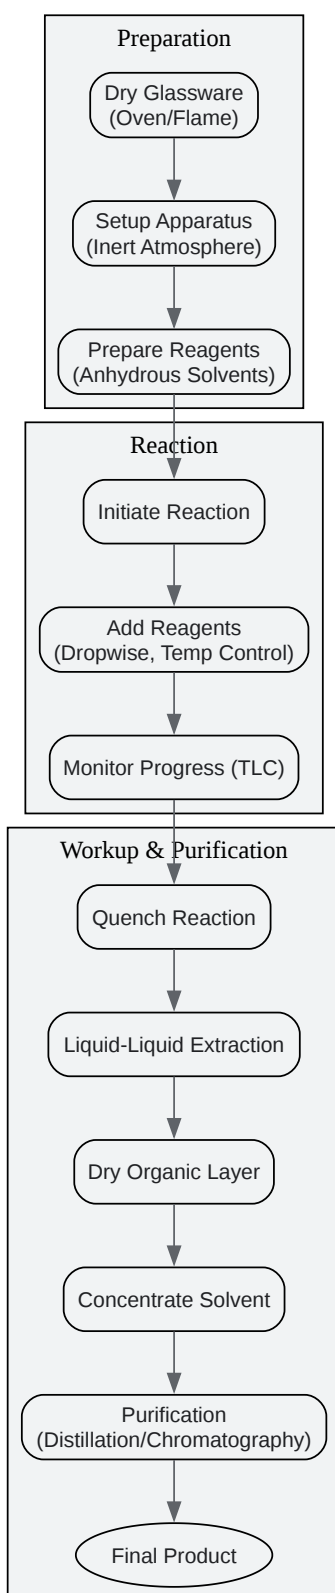 Preparation
Dry Glassware
(Oven/Flame)
Setup Apparatus
(Inert Atmosphere)
Prepare Reagents
(Anhydrous Solvents)
Reaction
Initiate Reaction
Add Reagents
(Dropwise, Temp Control)
Monitor Progress (TLC)
Workup & Purification
Quench Reaction
Liquid-Liquid Extraction
Dry Organic Layer
Concentrate Solvent
Purification
(Distillation/Chromatography)
Final Product